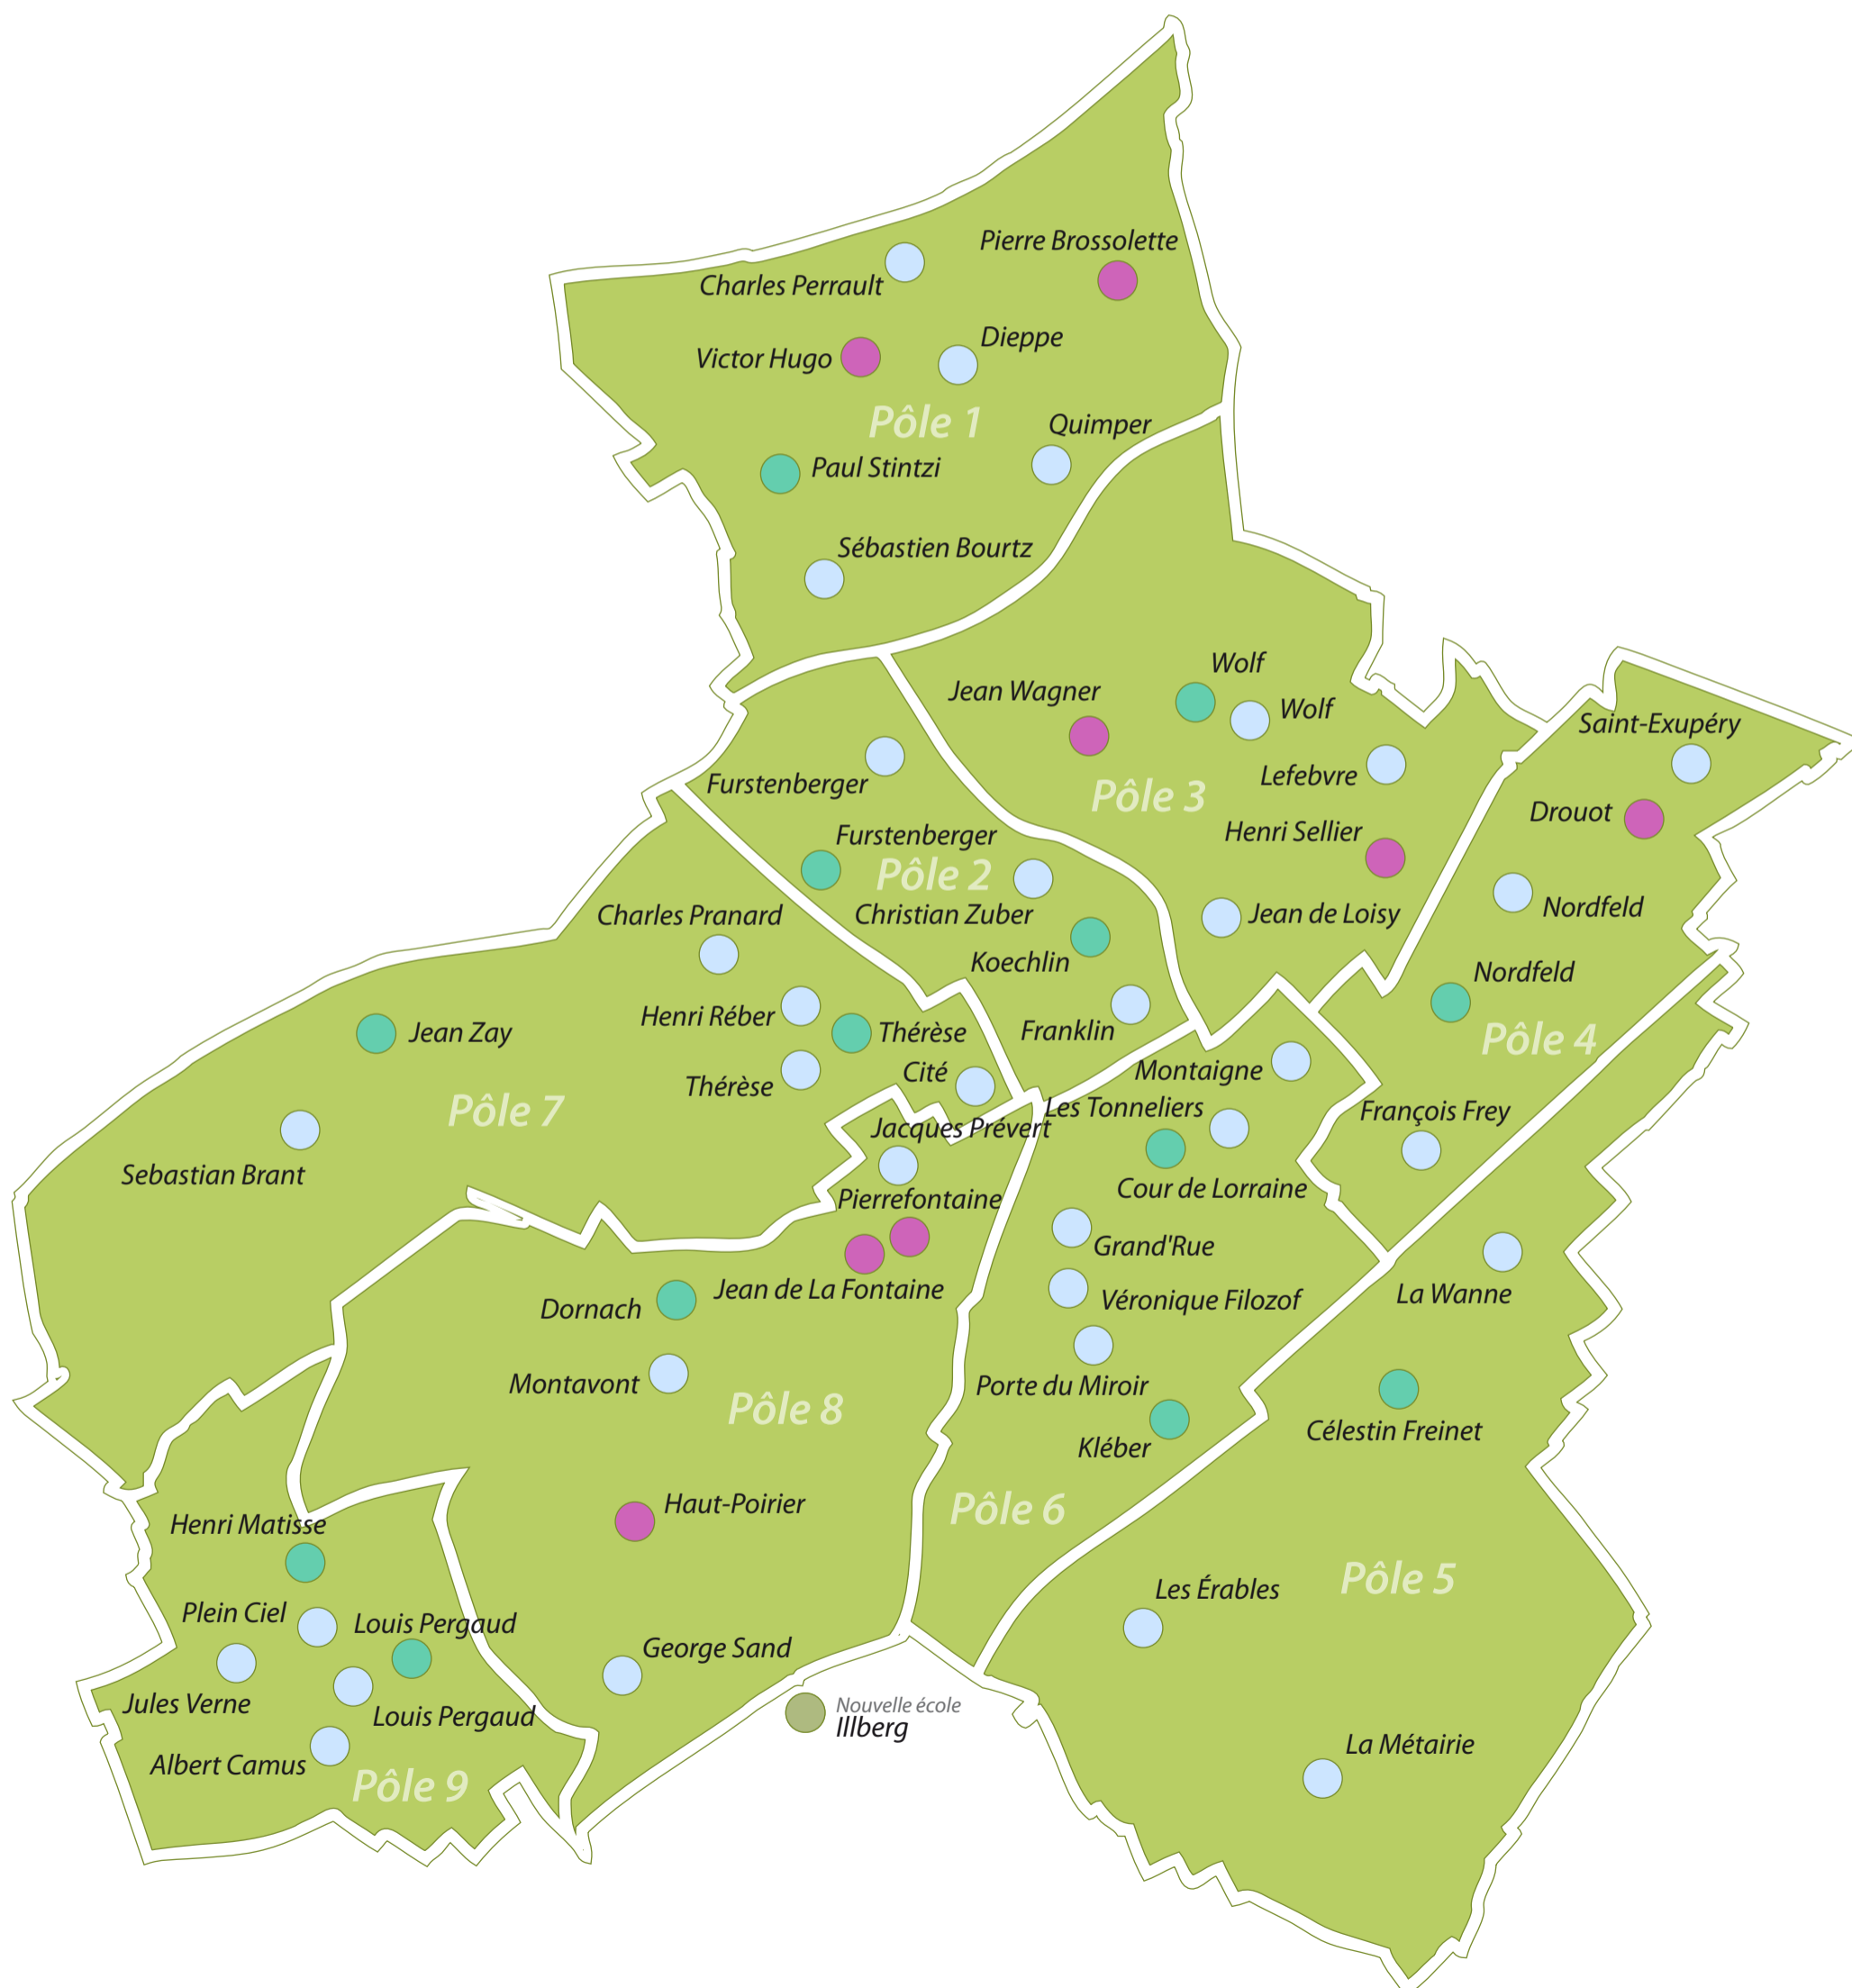 Pierre Brossolette
Charles Perrault
Dieppe
Victor Hugo
Pôle 1
Quimper
Paul Stintzi
Sébastien Bourtz
Wolf
Jean Wagner
Wolf
Saint-Exupéry
Lefebvre
Furstenberger
Pôle 3
Drouot
Henri Sellier
Furstenberger
Pôle 2
Nordfeld
Charles Pranard
Christian Zuber
Jean de Loisy
Koechlin
Nordfeld
Henri Réber
Franklin
Jean Zay
Thérèse
Pôle 4
Cité
Montaigne
Thérèse
Pôle 7
Les Tonneliers
François Frey
Jacques Prévert
Sebastian Brant
Cour de Lorraine
Pierrefontaine
Grand'Rue
Jean de La Fontaine
La Wanne
Dornach
Véronique Filozof
Montavont
Porte du Miroir
Pôle 8
Célestin Freinet
Kléber
Haut-Poirier
Pôle 6
Henri Matisse
Pôle 5
Les Érables
Plein Ciel
Louis Pergaud
George Sand
Jules Verne
Nouvelle école
Illberg
Louis Pergaud
La Métairie
Albert Camus
Pôle 9